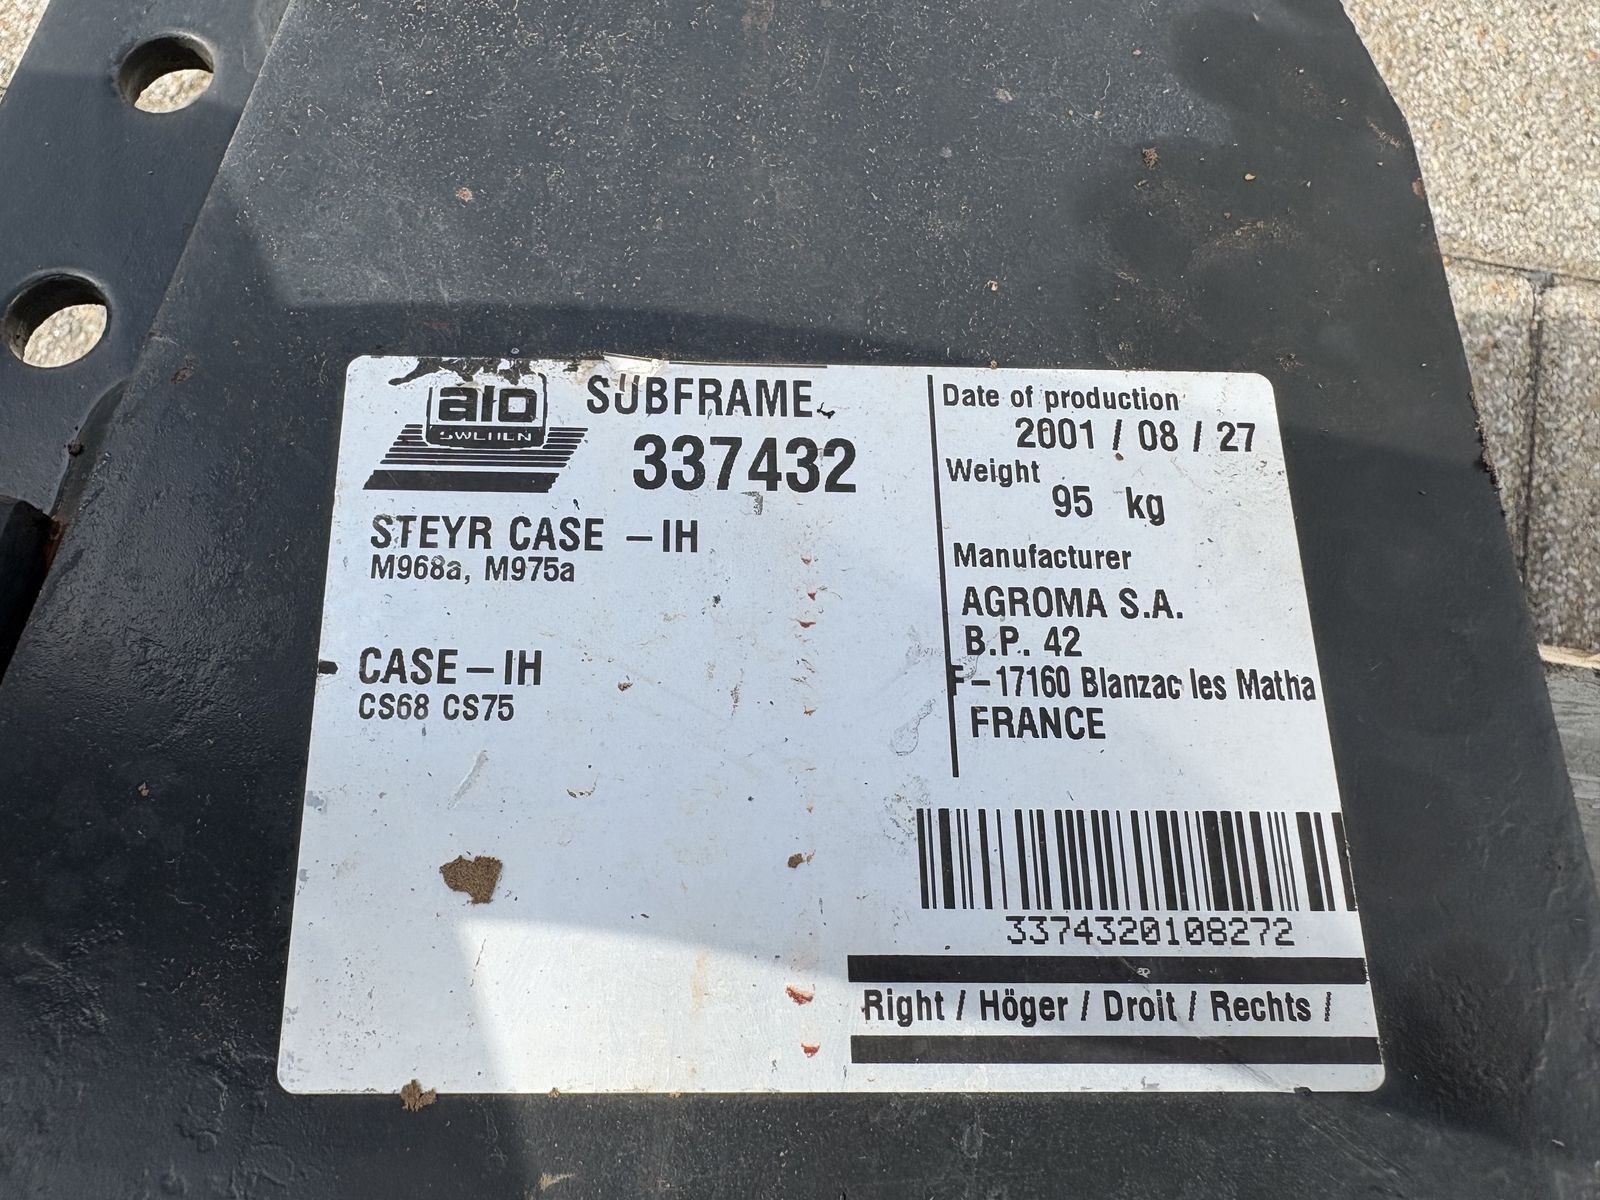 alo
SWEDEN
SUBFRAME
337432
STEYR CASE - IH
M968a, M975a
CASE - IH
CS68 CS75
Date of production
2001 / 08 / 27
Weight
95 kg
Manufacturer
AGROMA S.A.
B.P. 42
F-17160 Blanzac les Matha
FRANCE
3374320108272
Right / Höger / Droit / Rechts /